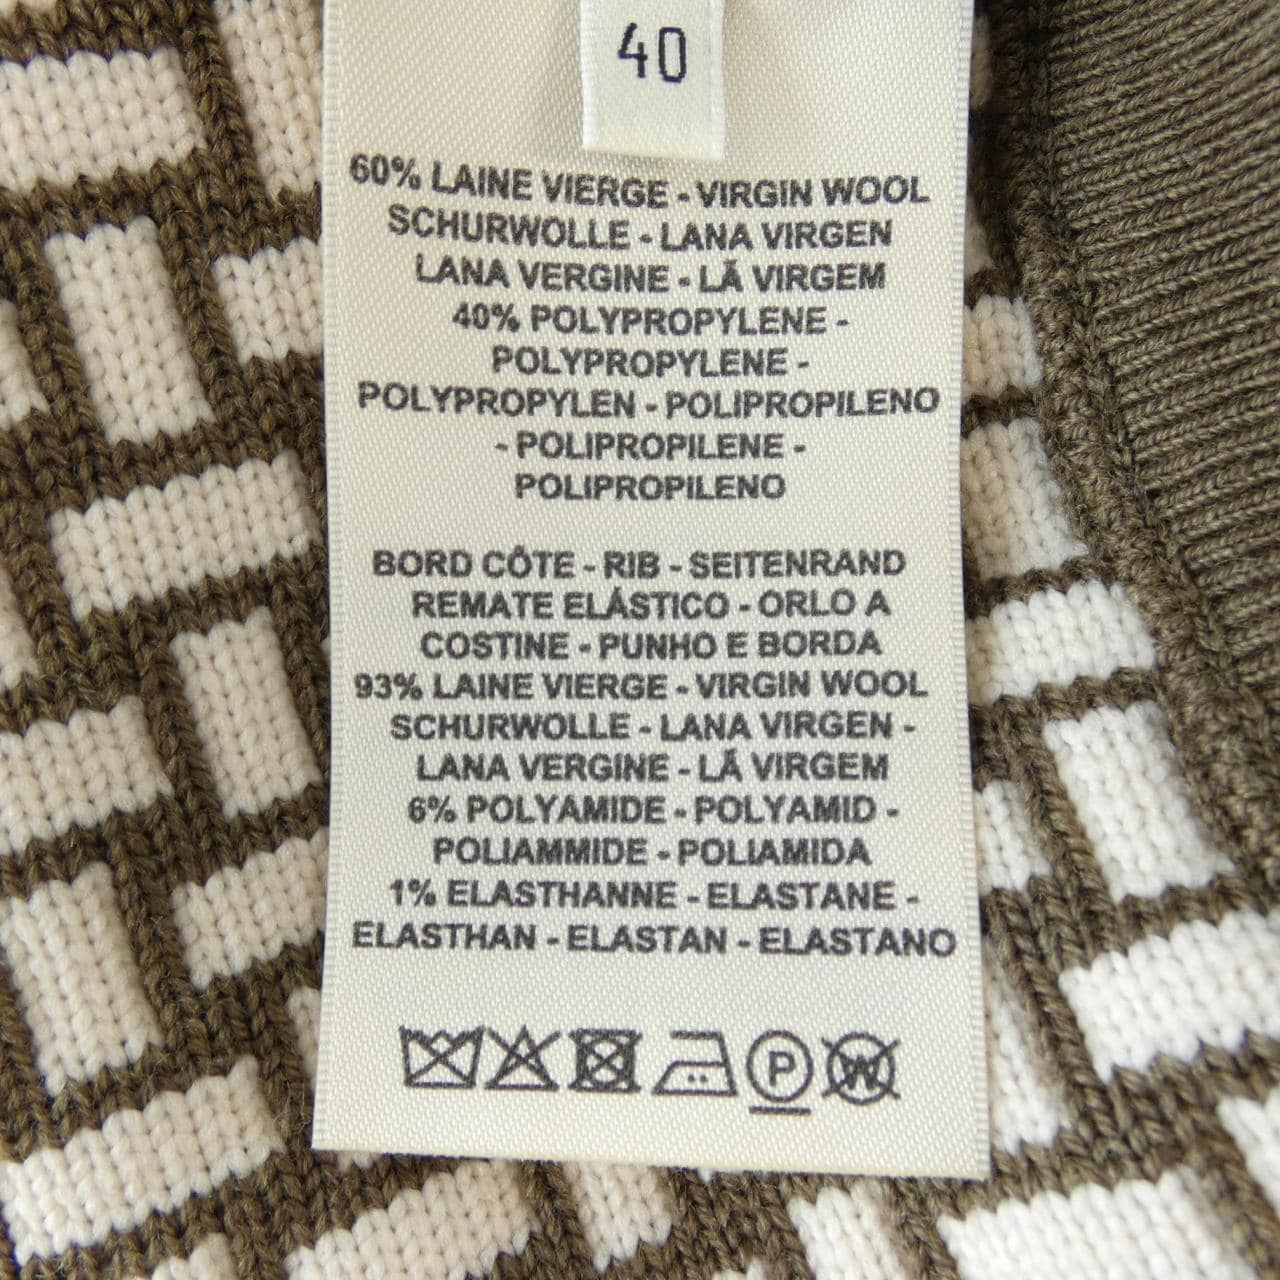 40
60% LAINE VIERGE - VIRGIN WOOL
SCHURWOLLE - LANA VIRGEN
LANA VERGINE - LÃ VIRGEM
40% POLYPROPYLENE -
POLYPROPYLENE -
POLYPROPYLEN - POLIPROPILENO
- POLIPROPILENE -
POLIPROPILENO
BORD CÔTE - RIB - SEITENRAND
REMATE ELÁSTICO - ORLO A
COSTINE - PUNHO E BORDA
93% LAINE VIERGE - VIRGIN WOOL
SCHURWOLLE - LANA VIRGEN -
LANA VERGINE - LÃ VIRGEM
6% POLYAMIDE - POLYAMID -
POLIAMMIDE - POLIAMIDA
1% ELASTHANNE - ELASTANE -
ELASTHAN - ELASTAN - ELASTANO
P W